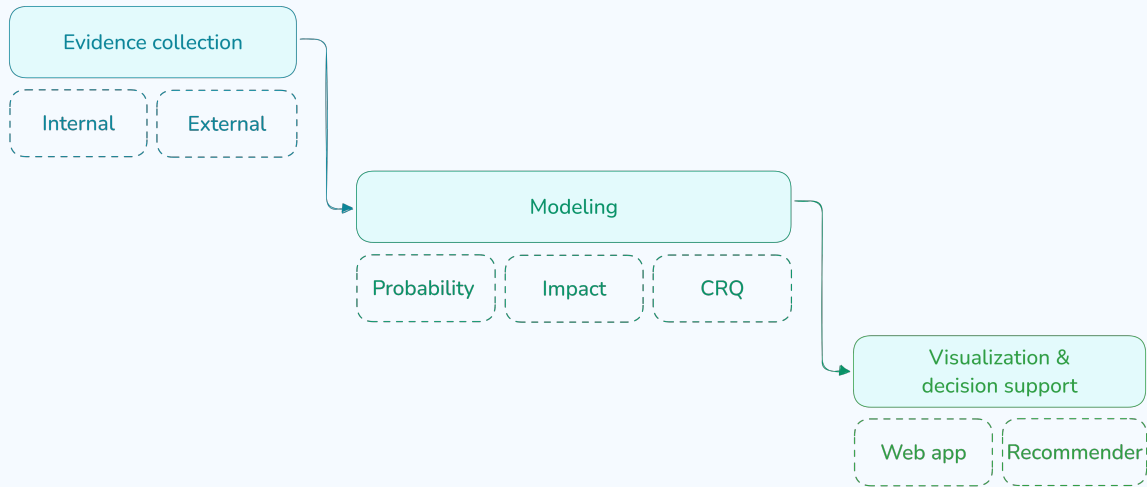 Evidence collection
Internal
External
Modeling
Probability
Impact
CRQ
Visualization &
decision support
Web app
Recommender